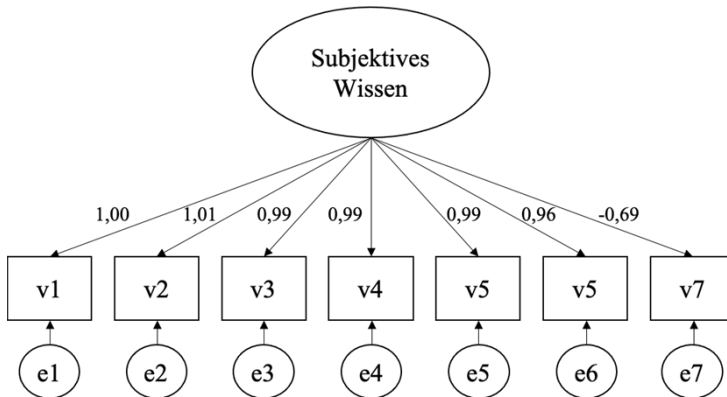 Subjektives
Wissen
1,00 1,01 0,99 0,99 0,99 0,96 -0,69
v1 v2 v3 v4 v5 v5 v7
e1 e2 e3 e4 e5 e6 e7